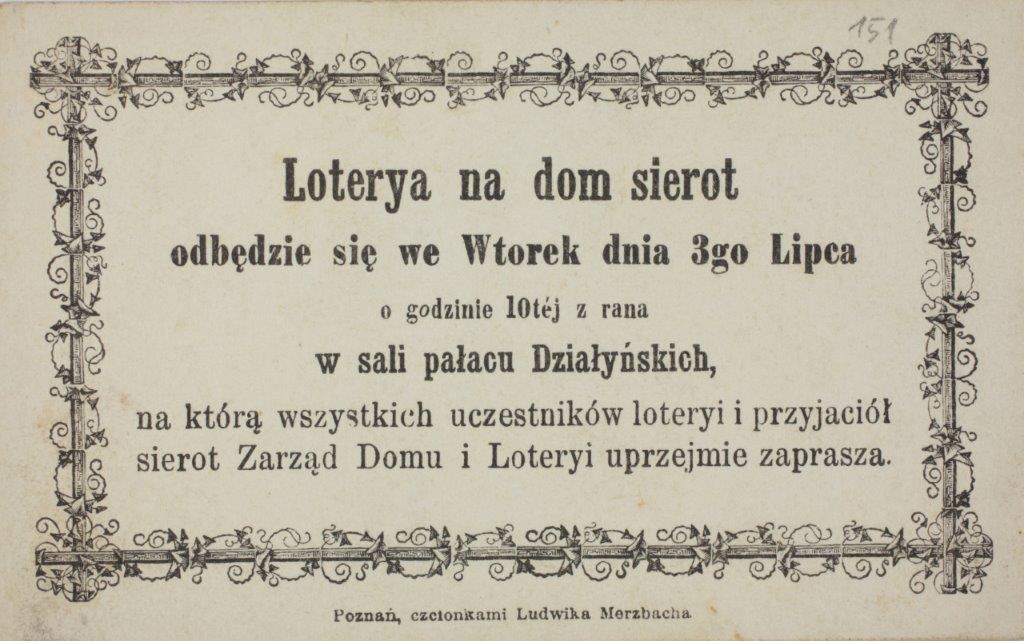 151
Loterya na dom sierot
odbędzie się we Wtorek dnia 3go Lipca
o godzinie 10téj z rana
w sali pałacu Działyńskich,
na którą wszystkich uczestników loteryi i przyjaciół
sierot Zarząd Domu i Loteryi uprzejmie zaprasza.
Poznań, czcionkami Ludwika Merzbacha